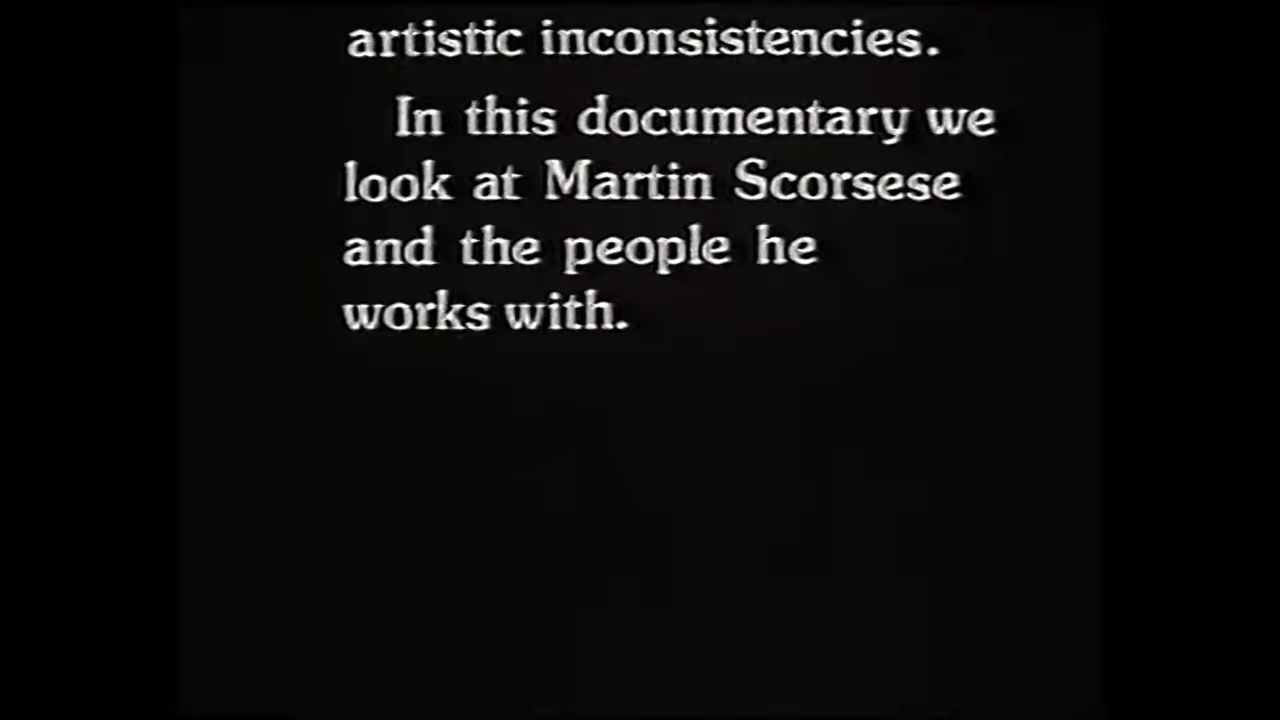 artistic inconsistencies.
In this documentary we
look at Martin Scorsese
and the people he
works with.